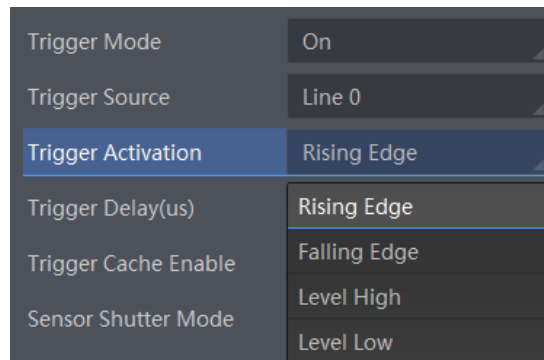 Trigger Mode On
Trigger Source Line 0
Trigger Activation Rising Edge
Trigger Delay(us) Rising Edge
Trigger Cache Enable Falling Edge
Level High
Sensor Shutter Mode Level Low